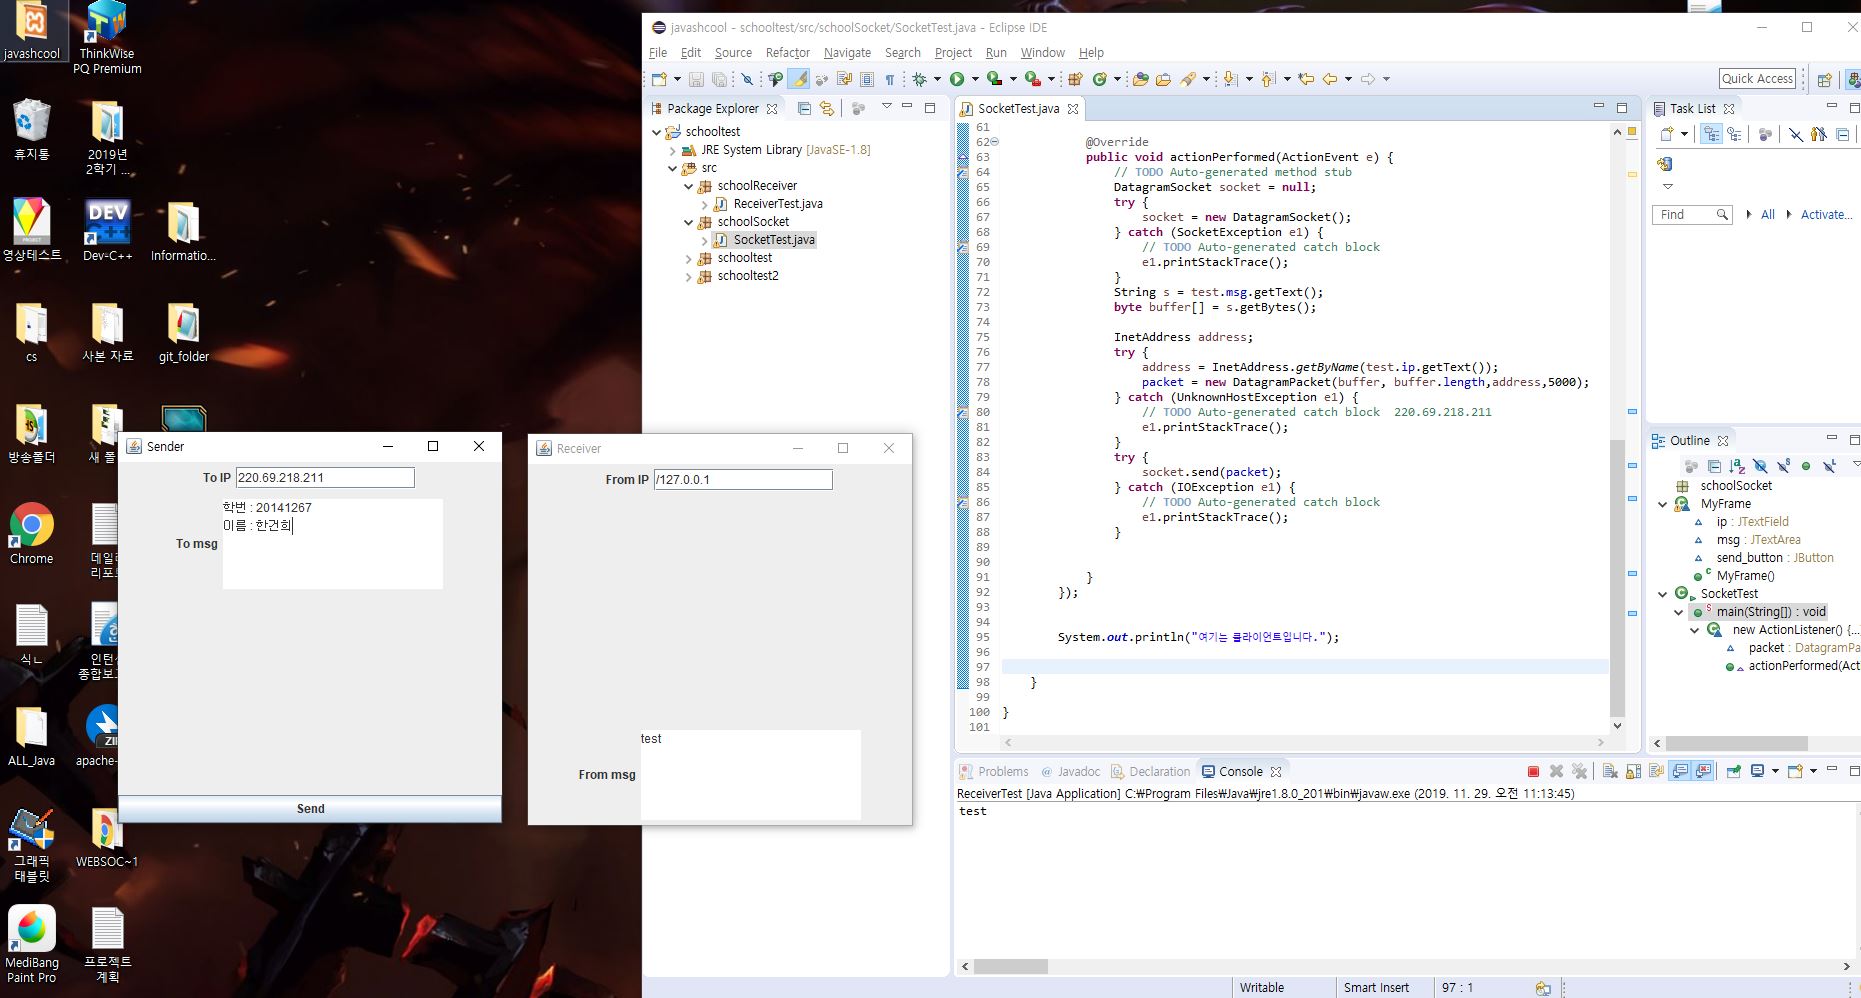 javashcool
ThinkWise
PQ Premium
휴지통
2019년
2학기 ...
영상테스트
DEV
Dev-C++
Informatio...
cs
사본 자료
git_folder
방송폴더
새 폴
Chrome
데일리
리포트
식ㄴ
종합보고
ALL_Java
apache-
그래픽
태블릿
WEBSOC~1
MediBang
Paint Pro
프로젝트
계획
Sender
To IP 220.69.218.211
To msg
학번 : 20141267
이름 : 한건희
Send
Receiver
From IP /127.0.0.1
From msg
test
javashcool - schooltest/src/schoolSocket/SocketTest.java - Eclipse IDE
File Edit Source Refactor Navigate Search Project Run Window Help
Quick Access
Package Explorer
schooltest
JRE System Library [JavaSE-1.8]
src
schoolReceiver
ReceiverTest.java
schoolSocket
SocketTest.java
schooltest
schooltest2
SocketTest.java
61
62 @Override
63 public void actionPerformed(ActionEvent e) {
64 // TODO Auto-generated method stub
65 DatagramSocket socket = null;
66 try {
67 socket = new DatagramSocket();
68 } catch (SocketException e1) {
69 // TODO Auto-generated catch block
70 e1.printStackTrace();
71 }
72 String s = test.msg.getText();
73 byte buffer[] = s.getBytes();
74
75 InetAddress address;
76 try {
77 address = InetAddress.getByName(test.ip.getText());
78 packet = new DatagramPacket(buffer, buffer.length,address,5000);
79 } catch (UnknownHostException e1) {
80 // TODO Auto-generated catch block  220.69.218.211
81 e1.printStackTrace();
82 }
83 try {
84 socket.send(packet);
85 } catch (IOException e1) {
86 // TODO Auto-generated catch block
87 e1.printStackTrace();
88 }
89
90
91 }
92 });
93
94
95 System.out.println("여기는 클라이언트입니다.");
96
97
98 }
99
100 }
101
Task List
Find
All
Activate...
Outline
schoolSocket
MyFrame
ip : JTextField
msg : JTextArea
send_button : JButton
MyFrame()
SocketTest
main(String[]) : void
new ActionListener() {...}
packet : DatagramPa
actionPerformed(Act
Problems @ Javadoc Declaration Console
ReceiverTest [Java Application] C:₩Program Files₩Java₩jre1.8.0_201₩bin₩javaw.exe (2019. 11. 29. 오전 11:13:45)
test
Writable
Smart Insert
97 : 1